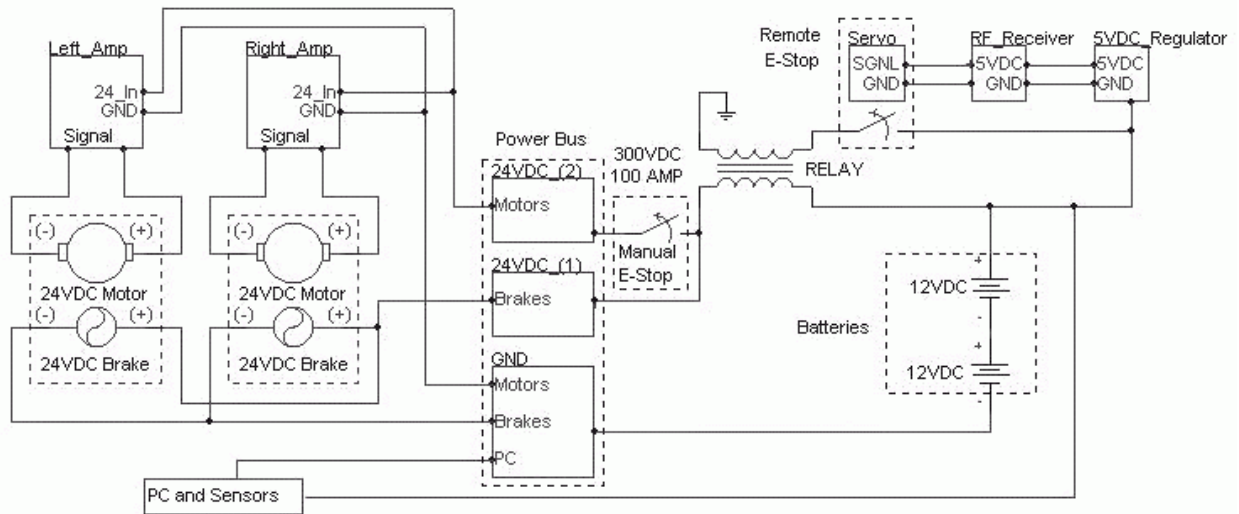 Left_Amp
24_In
GND
Signal
Right_Amp
24_In
GND
Signal
(-)
(+)
24VDC Motor
(-)
(+)
24VDC Brake
(-)
(+)
24VDC Motor
(-)
(+)
24VDC Brake
PC and Sensors
Power Bus
24VDC_(2)
Motors
24VDC_(1)
Brakes
GND
Motors
Brakes
PC
300VDC
100 AMP
Manual
E-Stop
RELAY
Remote
E-Stop
Servo
SGNL
GND
RF_Receiver
5VDC
GND
5VDC_Regulator
5VDC
GND
Batteries
+
12VDC
-
+
12VDC
-